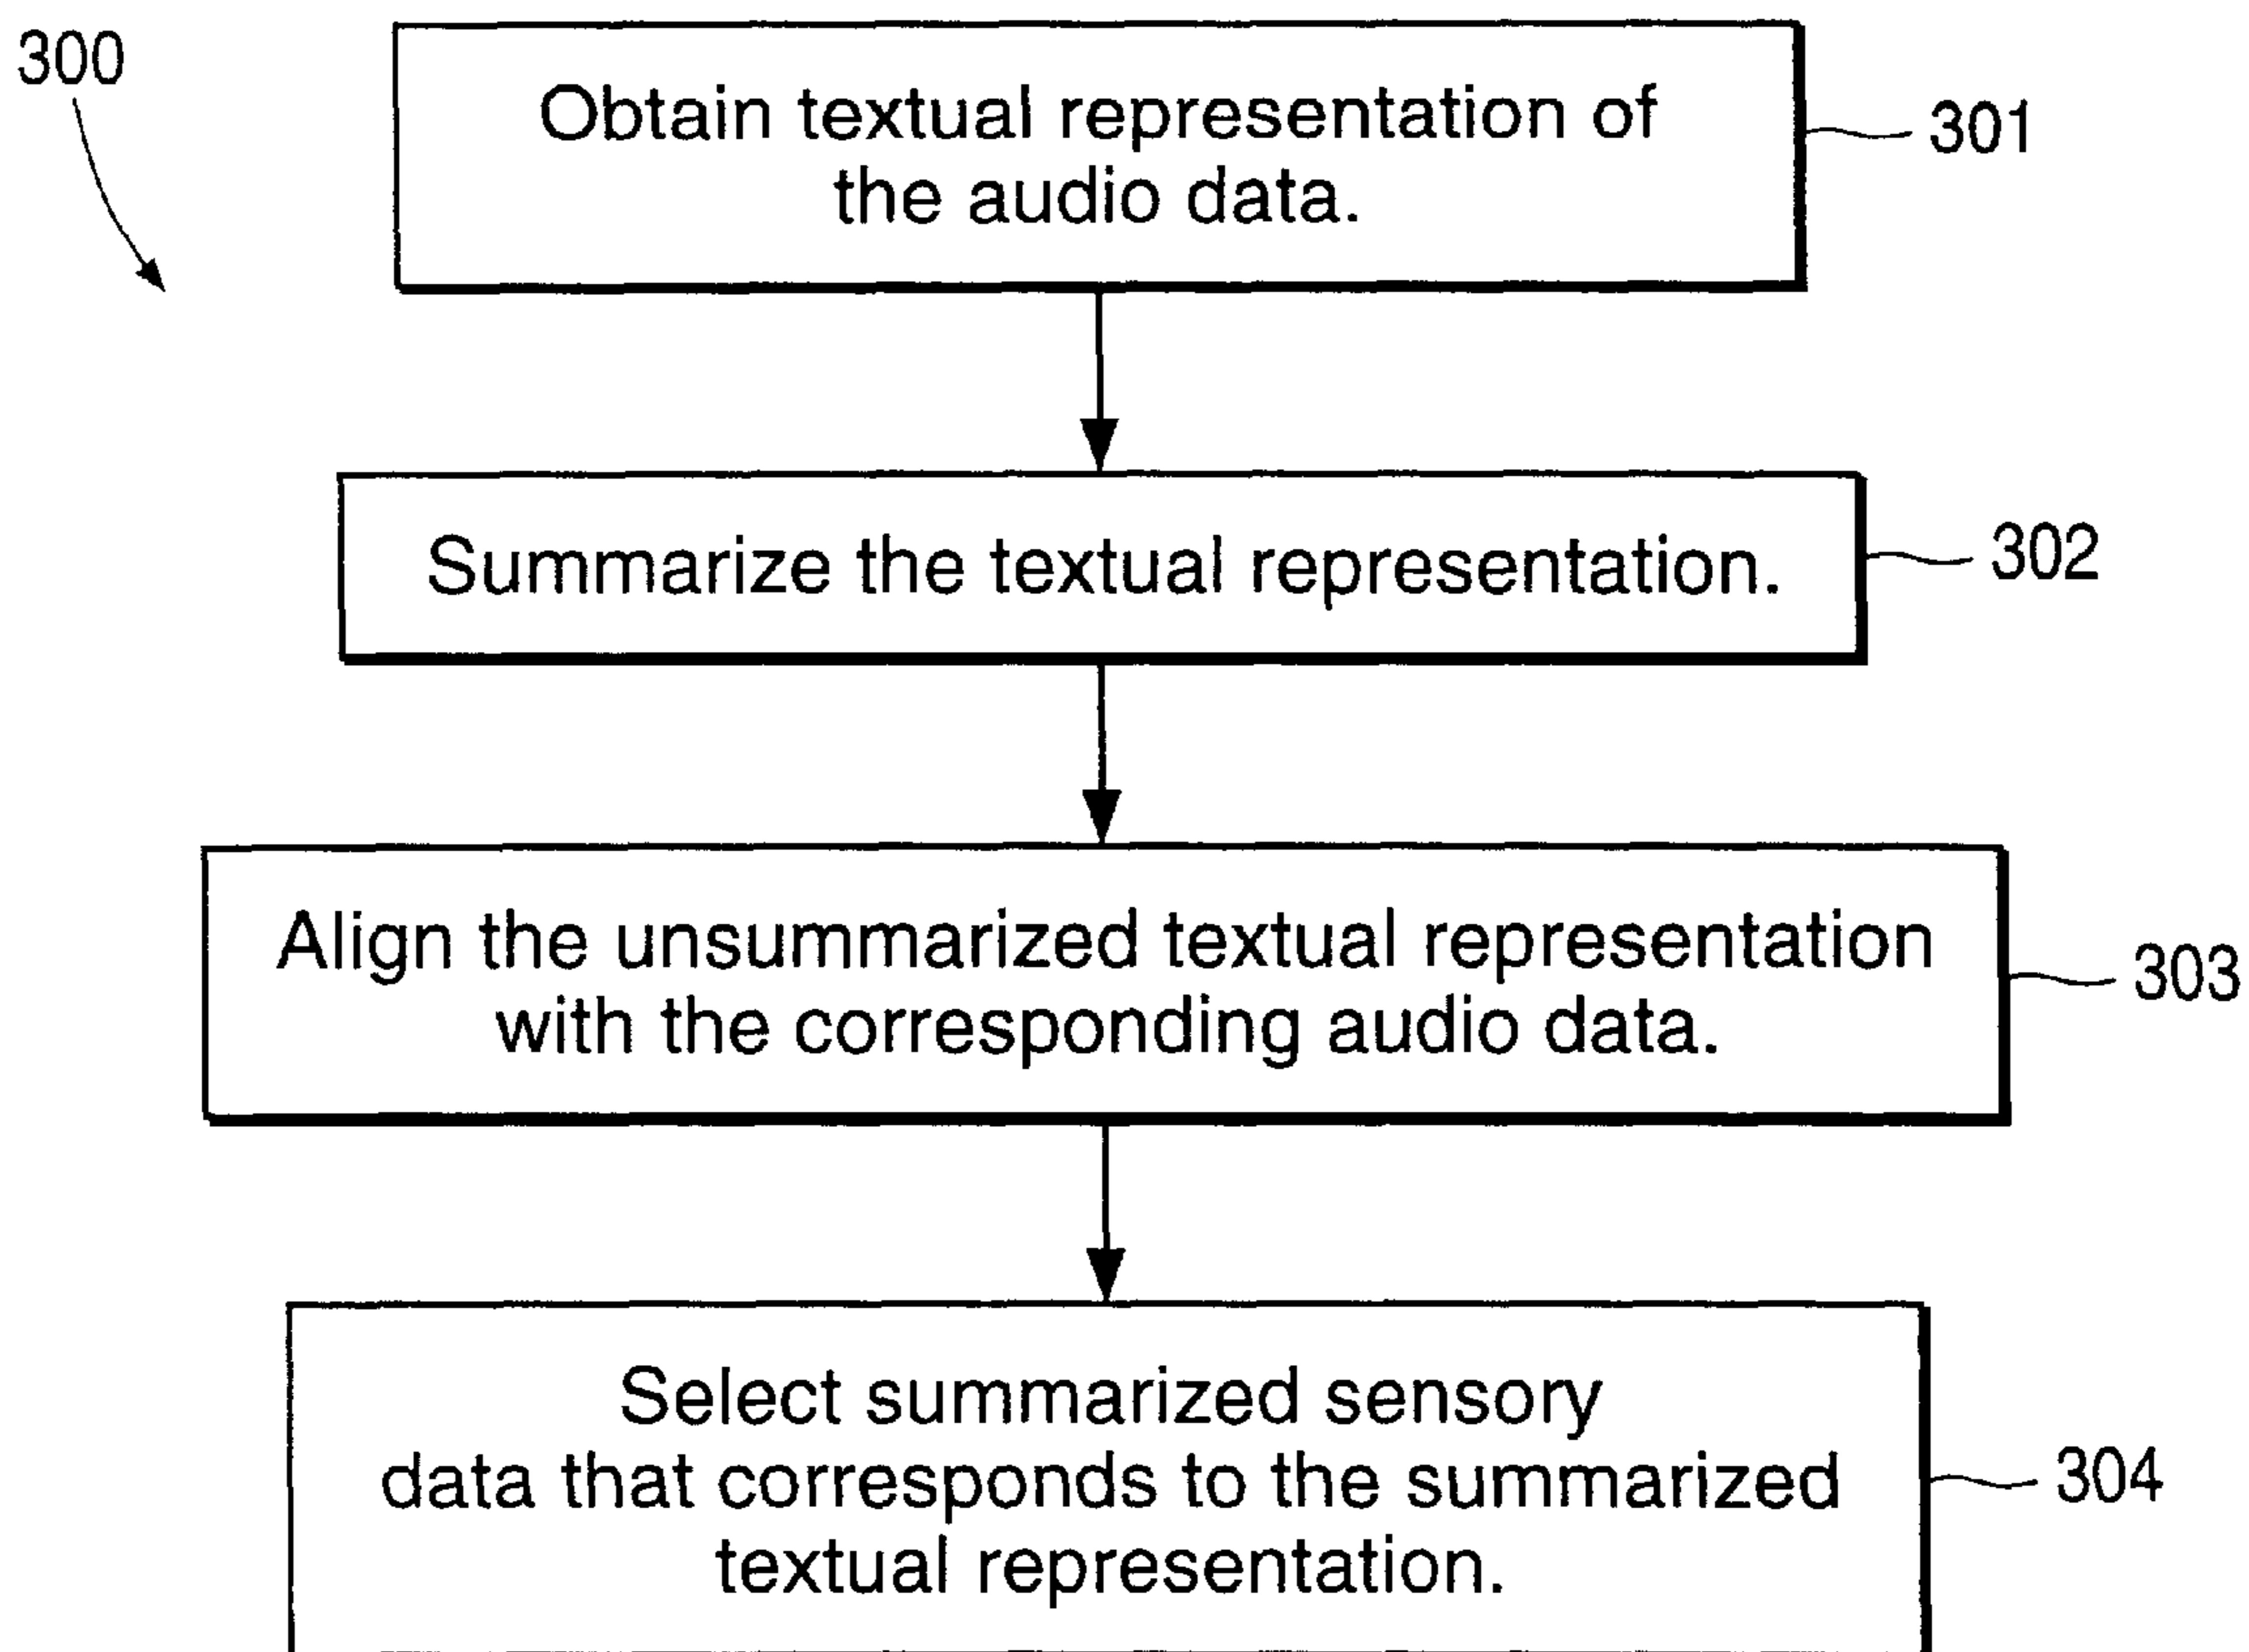 300
Obtain textual representation of
the audio data.
301
Summarize the textual representation.
302
Align the unsummarized textual representation
with the corresponding audio data.
303
Select summarized sensory
data that corresponds to the summarized
textual representation.
304